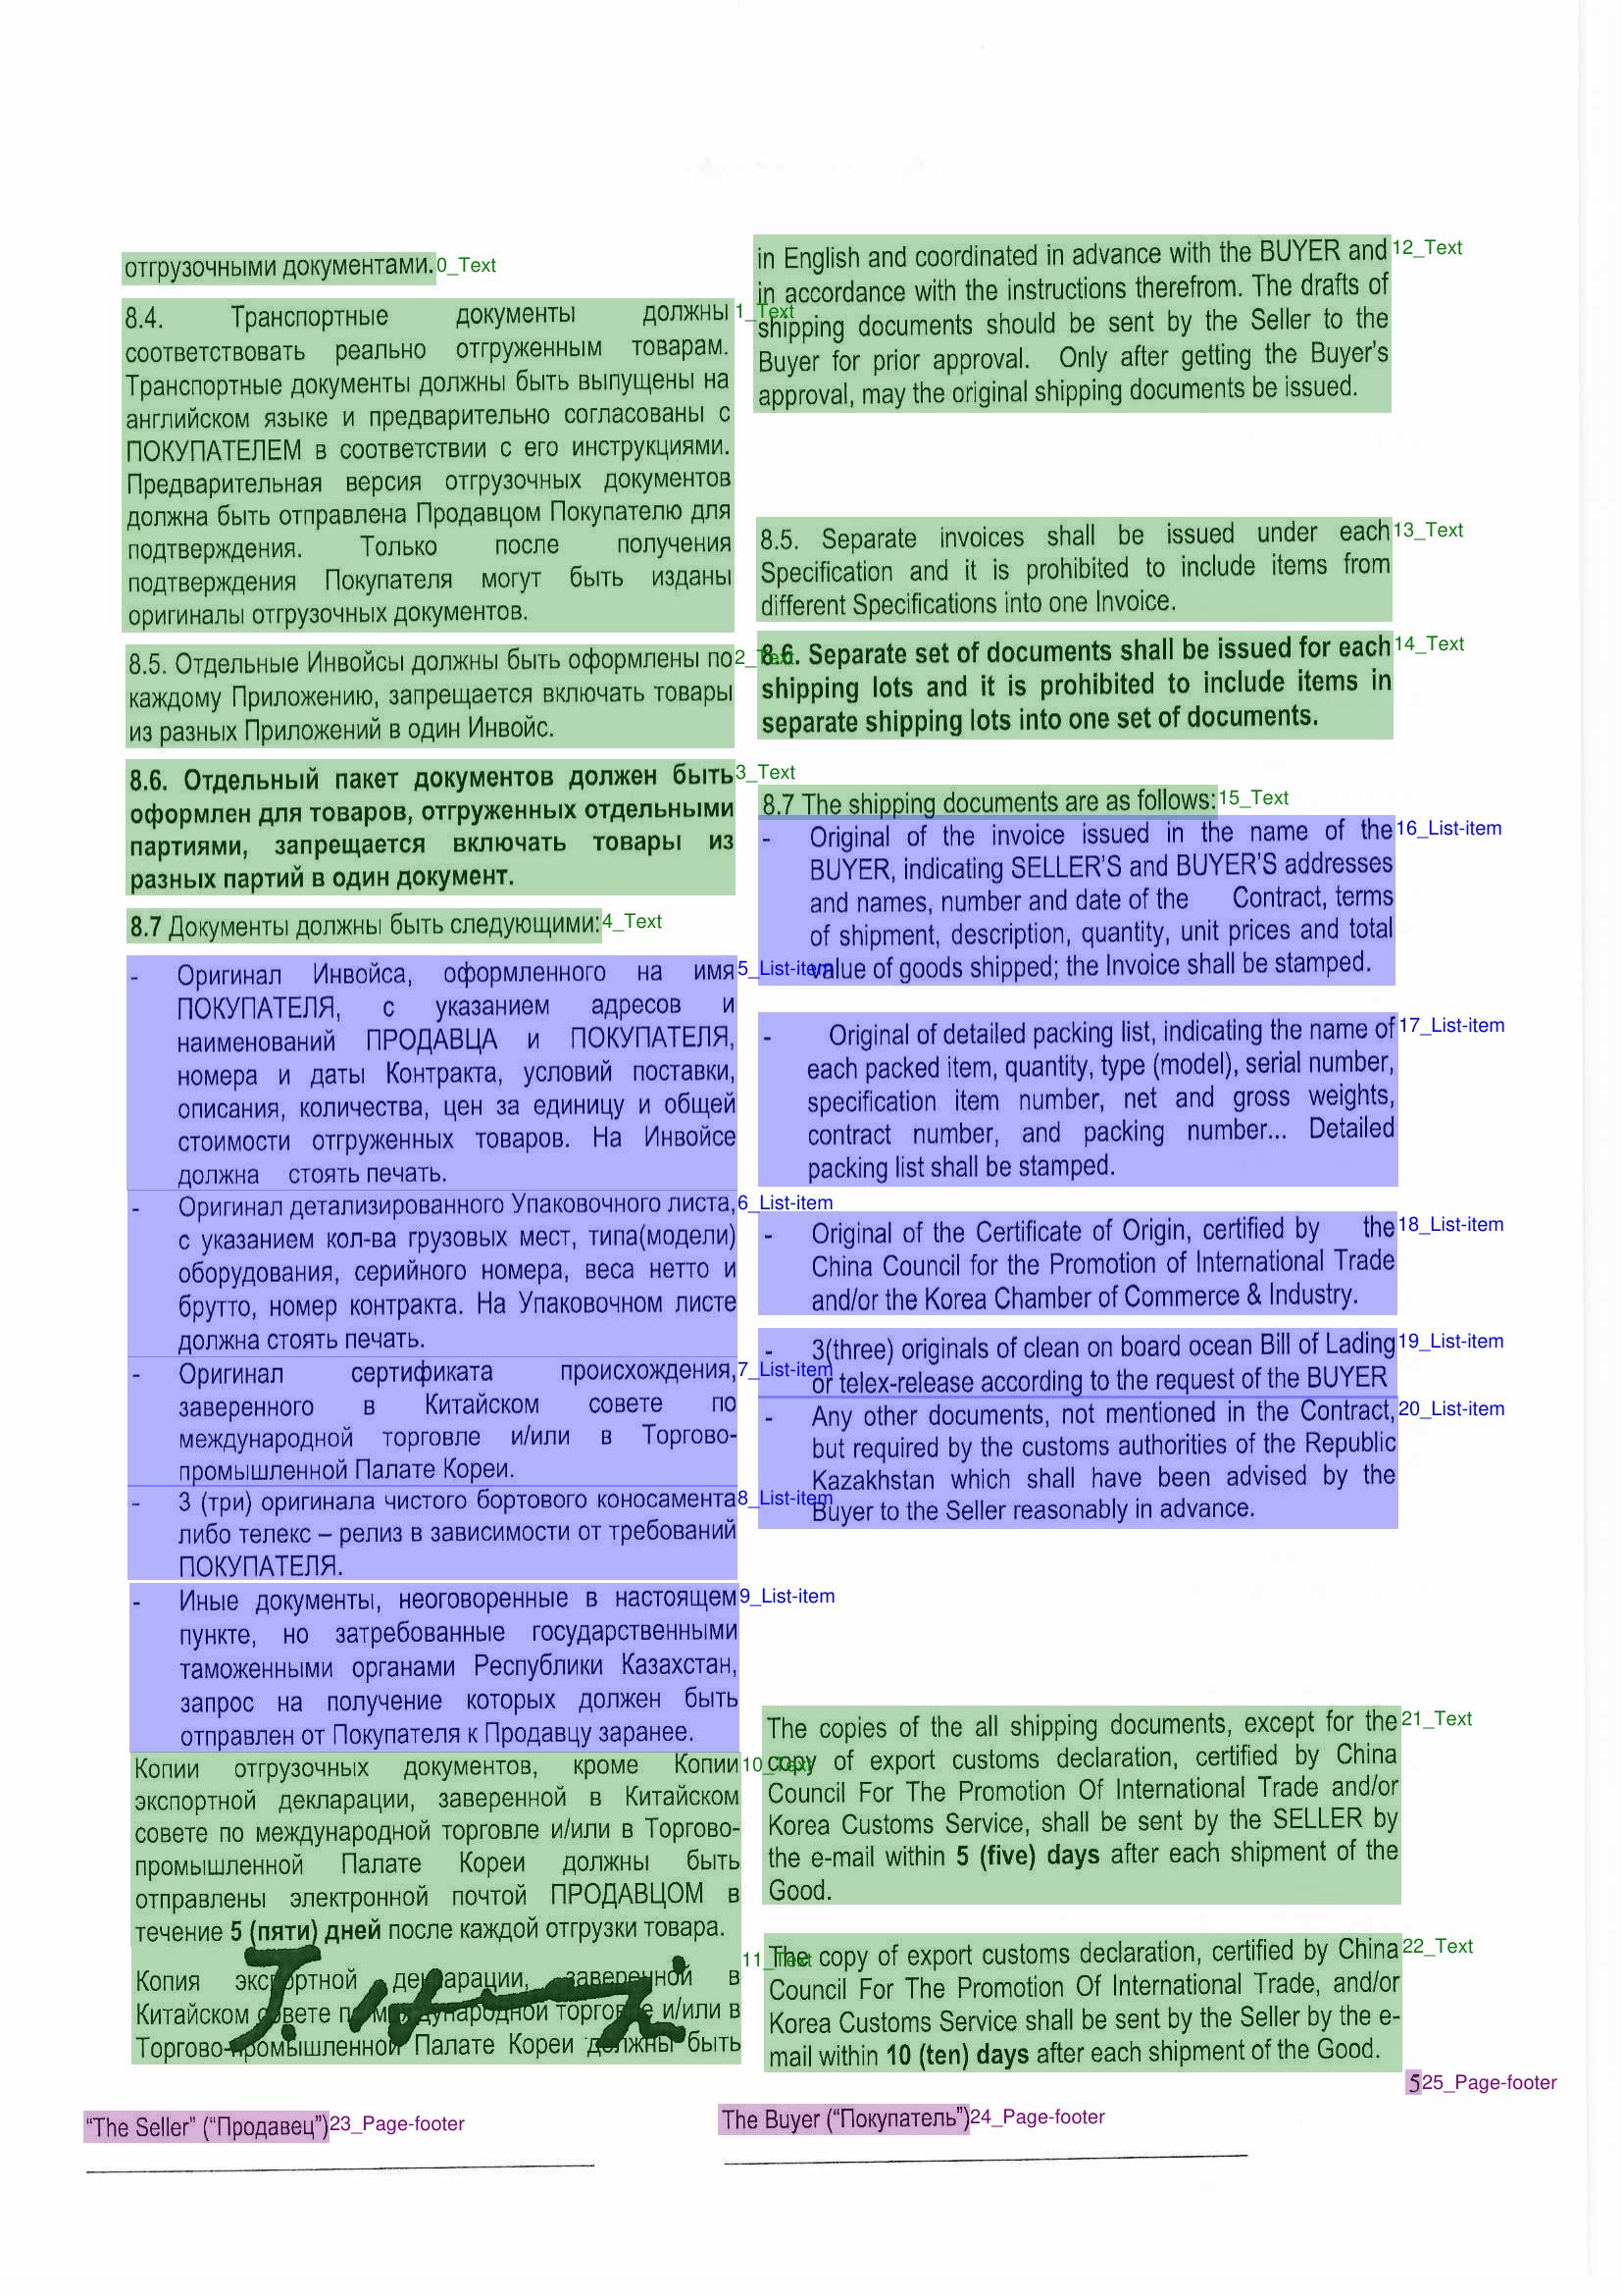 отгрузочными документами.
8.4. Транспортные документы должны
соответствовать реально отгруженным товарам.
Транспортные документы должны быть выпущены на
английском языке и предварительно согласованы с
ПОКУПАТЕЛЕМ в соответствии с его инструкциями.
Предварительная версия отгрузочных документов
должна быть отправлена Продавцом Покупателю для
подтверждения. Только после получения
подтверждения Покупателя могут быть изданы
оригиналы отгрузочных документов.
8.5. Отдельные Инвойсы должны быть оформлены по
каждому Приложению, запрещается включать товары
из разных Приложений в один Инвойс.
8.6. Отдельный пакет документов должен быть
оформлен для товаров, отгруженных отдельными
партиями, запрещается включать товары из
разных партий в один документ.
8.7 Документы должны быть следующими:
- Оригинал Инвойса, оформленного на имя
ПОКУПАТЕЛЯ, с указанием адресов и
наименований ПРОДАВЦА и ПОКУПАТЕЛЯ,
номера и даты Контракта, условий поставки,
описания, количества, цен за единицу и общей
стоимости отгруженных товаров. На Инвойсе
должна стоять печать.
- Оригинал детализированного Упаковочного листа,
с указанием кол-ва грузовых мест, типа(модели)
оборудования, серийного номера, веса нетто и
брутто, номер контракта. На Упаковочном листе
должна стоять печать.
- Оригинал сертификата происхождения,
заверенного в Китайском совете по
международной торговле и/или в Торгово-
промышленной Палате Кореи.
- 3 (три) оригинала чистого бортового коносамента
либо телекс – релиз в зависимости от требований
ПОКУПАТЕЛЯ.
- Иные документы, неоговоренные в настоящем
пункте, но затребованные государственными
таможенными органами Республики Казахстан,
запрос на получение которых должен быть
отправлен от Покупателя к Продавцу заранее.
Копии отгрузочных документов, кроме Копии
экспортной декларации, заверенной в Китайском
совете по международной торговле и/или в Торгово-
промышленной Палате Кореи должны быть
отправлены электронной почтой ПРОДАВЦОМ в
течение 5 (пяти) дней после каждой отгрузки товара.
Копия экспортной декларации, заверенной в
Китайском совете по международной торговле и/или в
Торгово-промышленной Палате Кореи должны быть
in English and coordinated in advance with the BUYER and
in accordance with the instructions therefrom. The drafts of
shipping documents should be sent by the Seller to the
Buyer for prior approval. Only after getting the Buyer's
approval, may the original shipping documents be issued.
8.5. Separate invoices shall be issued under each
Specification and it is prohibited to include items from
different Specifications into one Invoice.
8.6. Separate set of documents shall be issued for each
shipping lots and it is prohibited to include items in
separate shipping lots into one set of documents.
8.7 The shipping documents are as follows:
- Original of the invoice issued in the name of the
BUYER, indicating SELLER'S and BUYER'S addresses
and names, number and date of the Contract, terms
of shipment, description, quantity, unit prices and total
value of goods shipped; the Invoice shall be stamped.
- Original of detailed packing list, indicating the name of
each packed item, quantity, type (model), serial number,
specification item number, net and gross weights,
contract number, and packing number... Detailed
packing list shall be stamped.
- Original of the Certificate of Origin, certified by the
China Council for the Promotion of International Trade
and/or the Korea Chamber of Commerce & Industry.
- 3(three) originals of clean on board ocean Bill of Lading
or telex-release according to the request of the BUYER
- Any other documents, not mentioned in the Contract,
but required by the customs authorities of the Republic
Kazakhstan which shall have been advised by the
Buyer to the Seller reasonably in advance.
The copies of the all shipping documents, except for the
copy of export customs declaration, certified by China
Council For The Promotion Of International Trade and/or
Korea Customs Service, shall be sent by the SELLER by
the e-mail within 5 (five) days after each shipment of the
Good.
The copy of export customs declaration, certified by China
Council For The Promotion Of International Trade, and/or
Korea Customs Service shall be sent by the Seller by the e-
mail within 10 (ten) days after each shipment of the Good.
“The Seller” (“Продавец”)
The Buyer (“Покупатель”)
5
0_Text
1_Text
2_Text
3_Text
4_Text
5_List-item
6_List-item
7_List-item
8_List-item
9_List-item
10_Text
11_Text
12_Text
13_Text
14_Text
15_Text
16_List-item
17_List-item
18_List-item
19_List-item
20_List-item
21_Text
22_Text
23_Page-footer
24_Page-footer
25_Page-footer